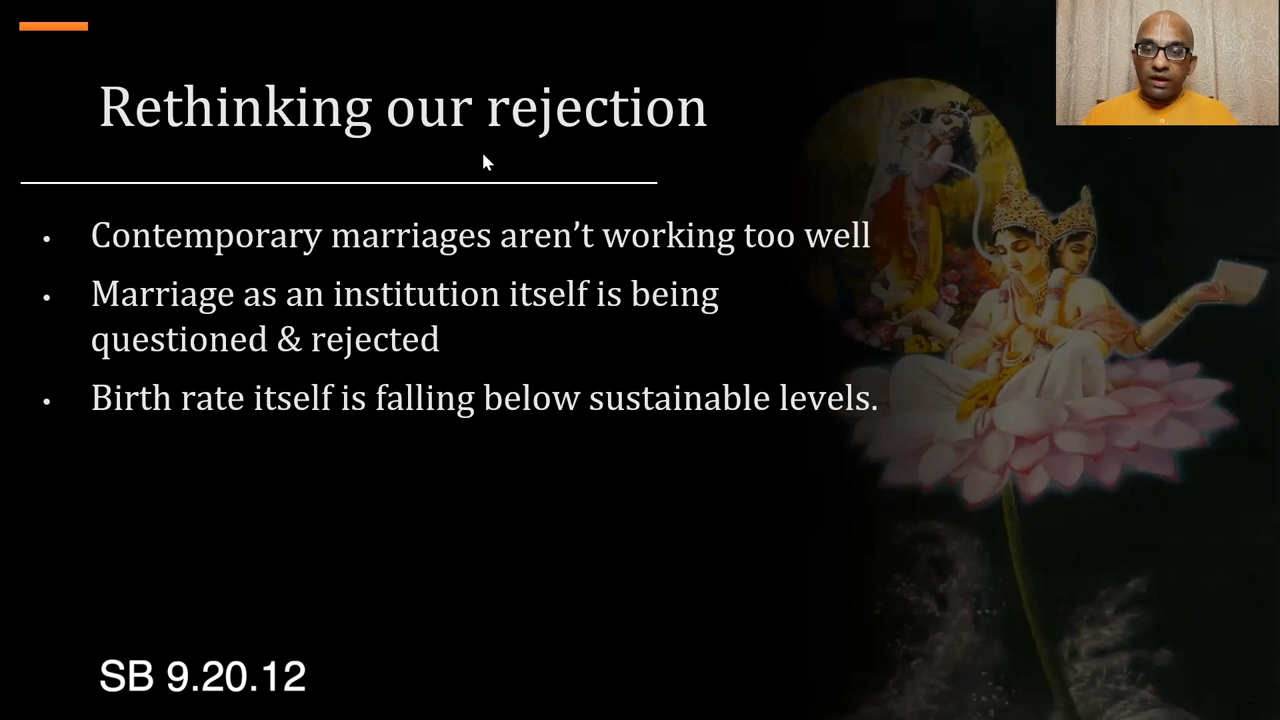 Rethinking our rejection
• Contemporary marriages aren’t working too well
• Marriage as an institution itself is being
questioned & rejected
• Birth rate itself is falling below sustainable levels.
SB 9.20.12